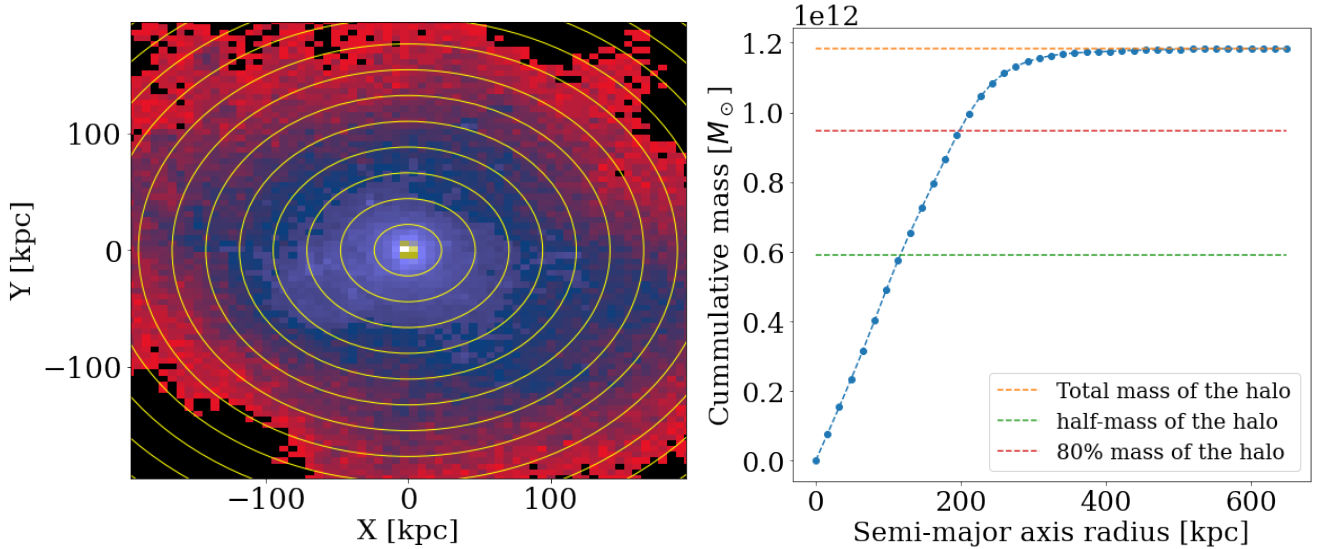 100
0
−100
Y [kpc]
−100
0
100
X [kpc]
1e12
1.2
1.0
0.8
0.6
0.4
0.2
0.0
Cummulative mass [M⊙]
Total mass of the halo
half-mass of the halo
80% mass of the halo
0
200
400
600
Semi-major axis radius [kpc]